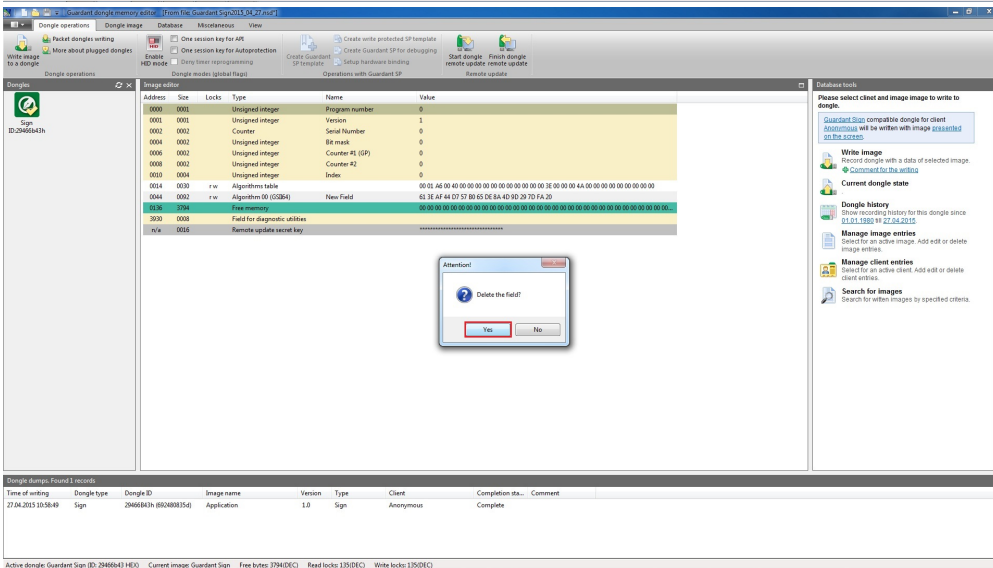 Guardant dongle memory editor - [From file: Guardant Sign2015_04_27.nsd*]
Dongle operations Dongle image Database Miscellaneous View
Write image to a dongle
Packet dongles writing
More about plugged dongles
Dongle operations
Enable HID mode
One session key for API
One session key for Autoprotection
Deny timer reprogramming
Dongle modes (global flags)
Create Guardant SP template
Create write protected SP template
Create Guardant SP for debugging
Setup hardware binding
Operations with Guardant SP
Start dongle remote update
Finish dongle remote update
Remote update
Dongles
Sign
ID:29466b43h
Image editor
Address Size Locks Type Name Value
0000 0001 Unsigned integer Program number 0
0001 0001 Unsigned integer Version 1
0002 0002 Counter Serial Number 0
0004 0002 Unsigned integer Bit mask 0
0006 0002 Unsigned integer Counter #1 (GP) 0
0008 0002 Unsigned integer Counter #2 0
0010 0004 Unsigned integer Index 0
0014 0030 r w Algorithms table 00 01 A6 00 40 00 00 00 00 00 00 00 00 00 00 00 3E 00 00 00 4A 00 00 00 00 00 00 00 00 00
0044 0092 r w Algorithm 00 (GSII64) New Field 61 3E AF 44 D7 57 B0 65 DE 8A 4D 9D 29 7D FA 20
0136 3794 Free memory
3930 0008 Field for diagnostic utilities
n/a 0016 Remote update secret key
Attention!
Delete the field?
Yes No
Database tools
Please select clinet and image image to write to
dongle.
Guardant Sign compatible dongle for client
Anonymous will be written with image presented
on the screen.
Write image
Record dongle with a data of selected image.
Comment for the writing
Current dongle state
Dongle history
Show recording history for this dongle since
01.01.1980 till 27.04.2015.
Manage image entries
Select for an active image. Add edit or delete
image entries.
Manage client entries
Select for an active client. Add edit or delete
client entries.
Search for images
Search for witten images by specified criteria.
Dongle dumps. Found 1 records
Time of writing Dongle type Dongle ID Image name Version Type Client Completion sta... Comment
27.04.2015 10:58:49 Sign 29466B43h (692480835d) Application 1.0 Sign Anonymous Complete
Active dongle: Guardant Sign (ID: 29466b43 HEX) Current image: Guardant Sign Free bytes: 3794(DEC) Read locks: 135(DEC) Write locks: 135(DEC)